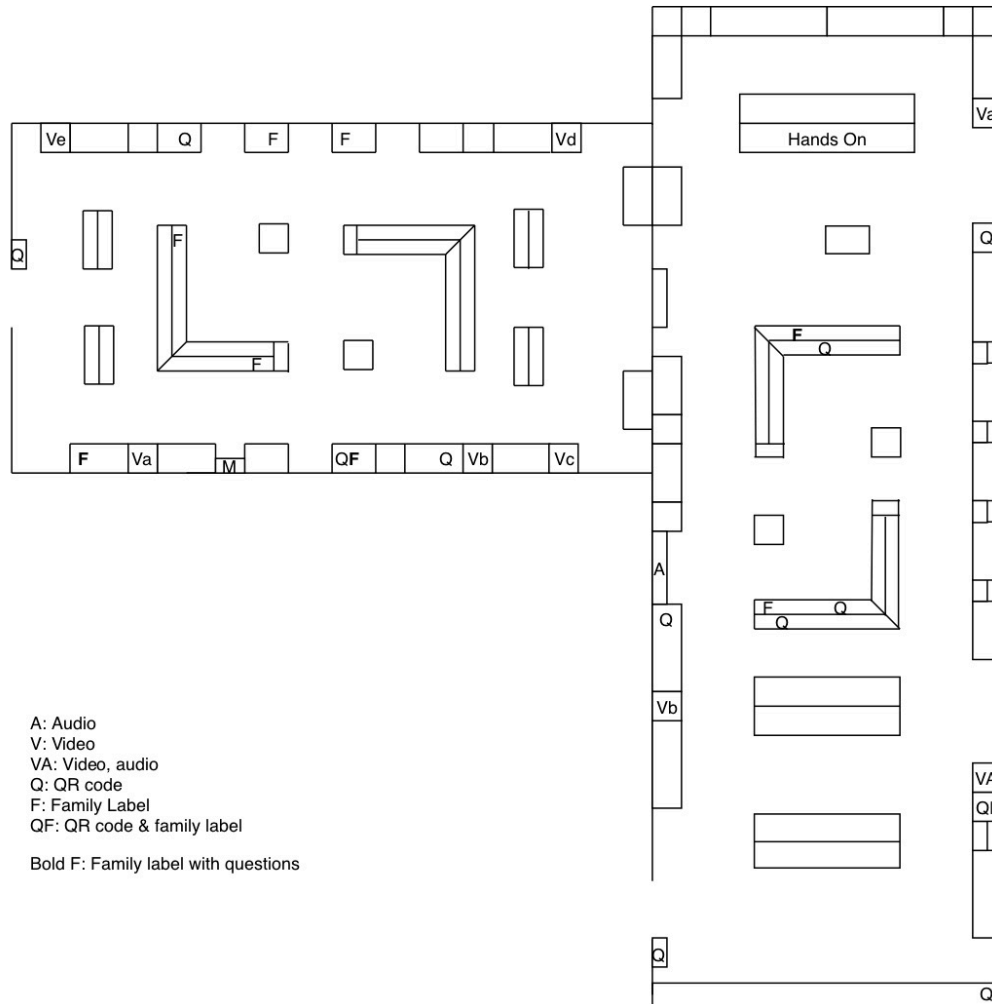 Va
Hands On
Ve
Q
F
F
Vd
Q
F
Q
F
Q
F
F
Va
M
QF
Q
Vb
Vc
A
F
Q
Q
Q
Vb
A: Audio
V: Video
VA: Video, audio
Q: QR code
F: Family Label
QF: QR code & family label
Bold F: Family label with questions
VA
Q
Q